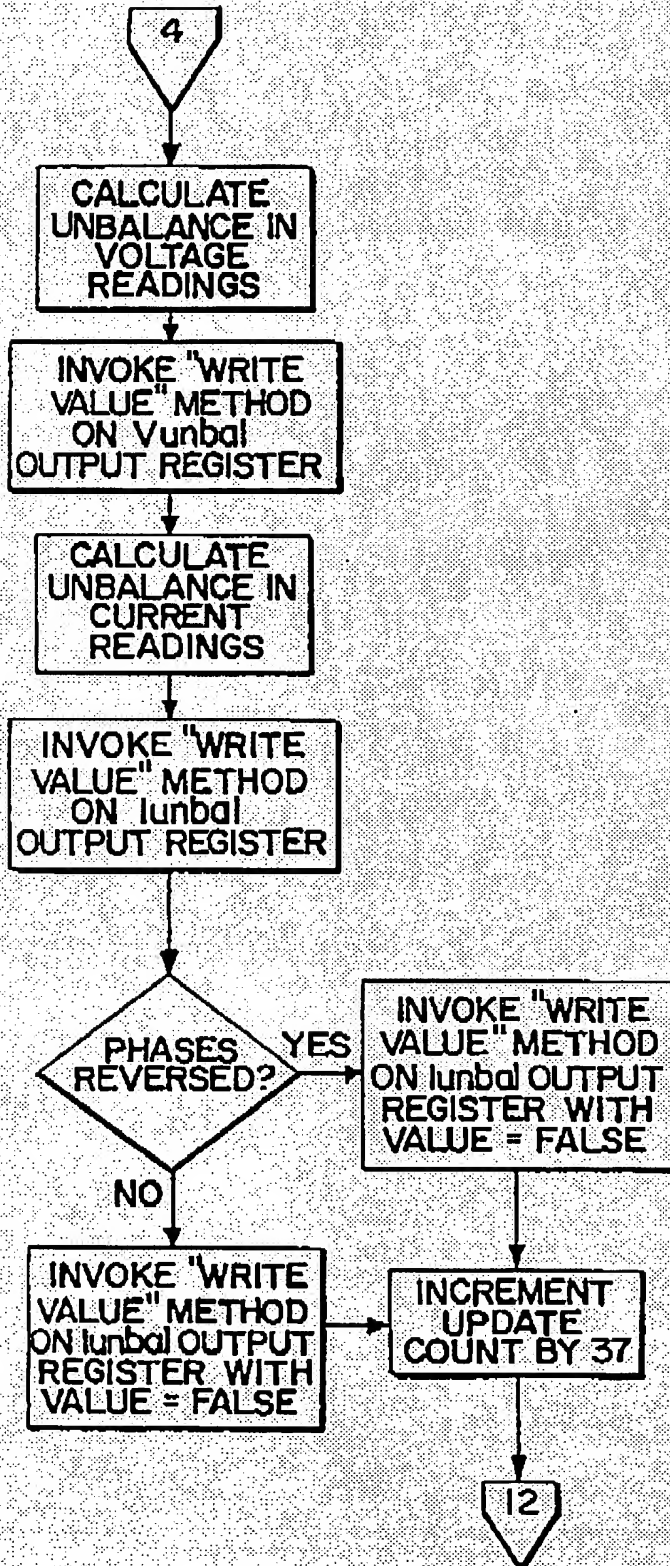 4
CALCULATE
UNBALANCE IN
VOLTAGE
READINGS
INVOKE "WRITE
VALUE" METHOD
ON Vunbal
OUTPUT REGISTER
CALCULATE
UNBALANCE IN
CURRENT
READINGS
INVOKE "WRITE
VALUE" METHOD
ON Iunbal
OUTPUT REGISTER
PHASES
REVERSED?
YES
INVOKE "WRITE
VALUE" METHOD
ON Iunbal OUTPUT
REGISTER WITH
VALUE = FALSE
NO
INVOKE "WRITE
VALUE" METHOD
ON Iunbal OUTPUT
REGISTER WITH
VALUE = FALSE
INCREMENT
UPDATE
COUNT BY 37
12